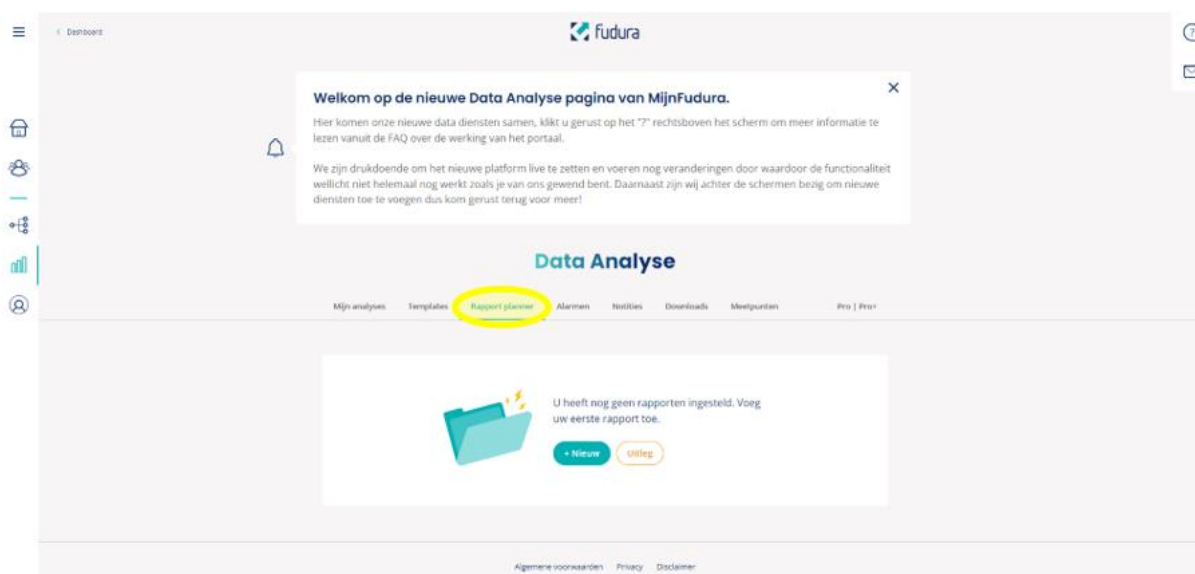 Dashboard
fudura
Welkom op de nieuwe Data Analyse pagina van MijnFudura.
Hier komen onze nieuwe data diensten samen, klikt u gerust op het "?" rechtsboven het scherm om meer informatie te
lezen vanuit de FAQ over de werking van het portaal.
We zijn drukdoende om het nieuwe platform live te zetten en voeren nog veranderingen door waardoor de functionaliteit
wellicht niet helemaal nog werkt zoals je van ons gewend bent. Daarnaast zijn wij achter de schermen bezig om nieuwe
diensten toe te voegen dus kom gerust terug voor meer!
Data Analyse
Mijn analyses Templates Rapport planner Alarmen Notities Downloads Meetpunten Pro | Pro+
U heeft nog geen rapporten ingesteld. Voeg
uw eerste rapport toe.
+ Nieuw Uitleg
Algemene voorwaarden Privacy Disclaimer